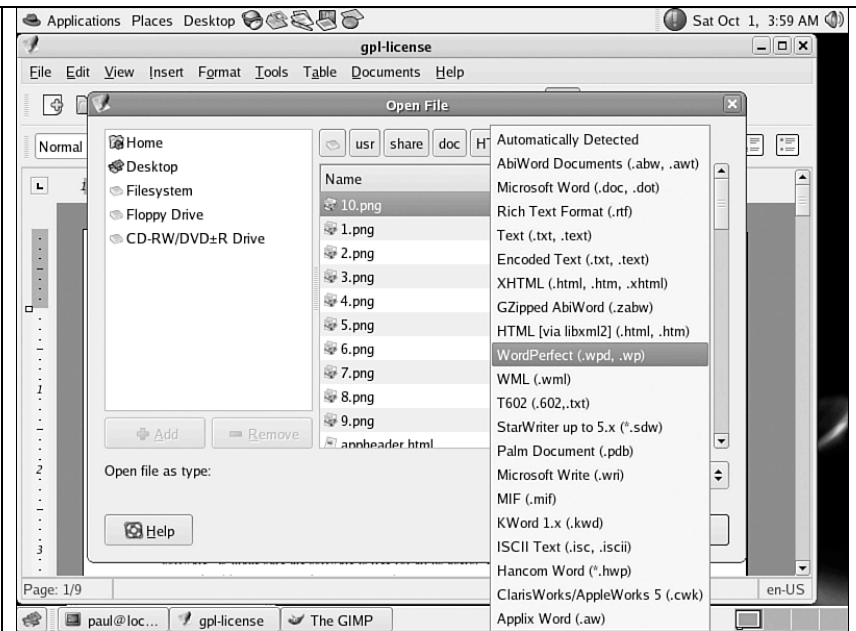 Applications Places Desktop Sat Oct 1, 3:59 AM
gpl-license
File Edit View Insert Format Tools Table Documents Help
Open File
Normal
Home
Desktop
Filesystem
Floppy Drive
CD-RW/DVD±R Drive
usr share doc
Name
10.png
1.png
2.png
3.png
4.png
5.png
6.png
7.png
8.png
9.png
appheader.html
Automatically Detected
AbiWord Documents (.abw, .awt)
Microsoft Word (.doc, .dot)
Rich Text Format (.rtf)
Text (.txt, .text)
Encoded Text (.txt, .text)
XHTML (.html, .htm, .xhtml)
GZipped AbiWord (.zabw)
HTML [via libxml2] (.html, .htm)
WordPerfect (.wpd, .wp)
WML (.wml)
T602 (.602,.txt)
StarWriter up to 5.x (*.sdw)
Palm Document (.pdb)
Microsoft Write (.wri)
MIF (.mif)
KWord 1.x (.kwd)
ISCII Text (.isc, .iscii)
Hancom Word (*.hwp)
ClarisWorks/AppleWorks 5 (.cwk)
Applix Word (.aw)
Add Remove
Open file as type:
Help
1
2
3
Page: 1/9 en-US
paul@loc... gpl-license The GIMP